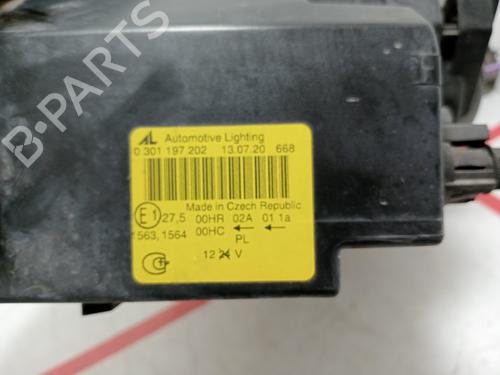 AL Automotive Lighting
0 301 197 202 13.07.20 668
Made in Czech Republic
E1 27,5 00HR 02A 01 1a
1563, 1564 00HC ← ←
PL
12 V
B-PARTS